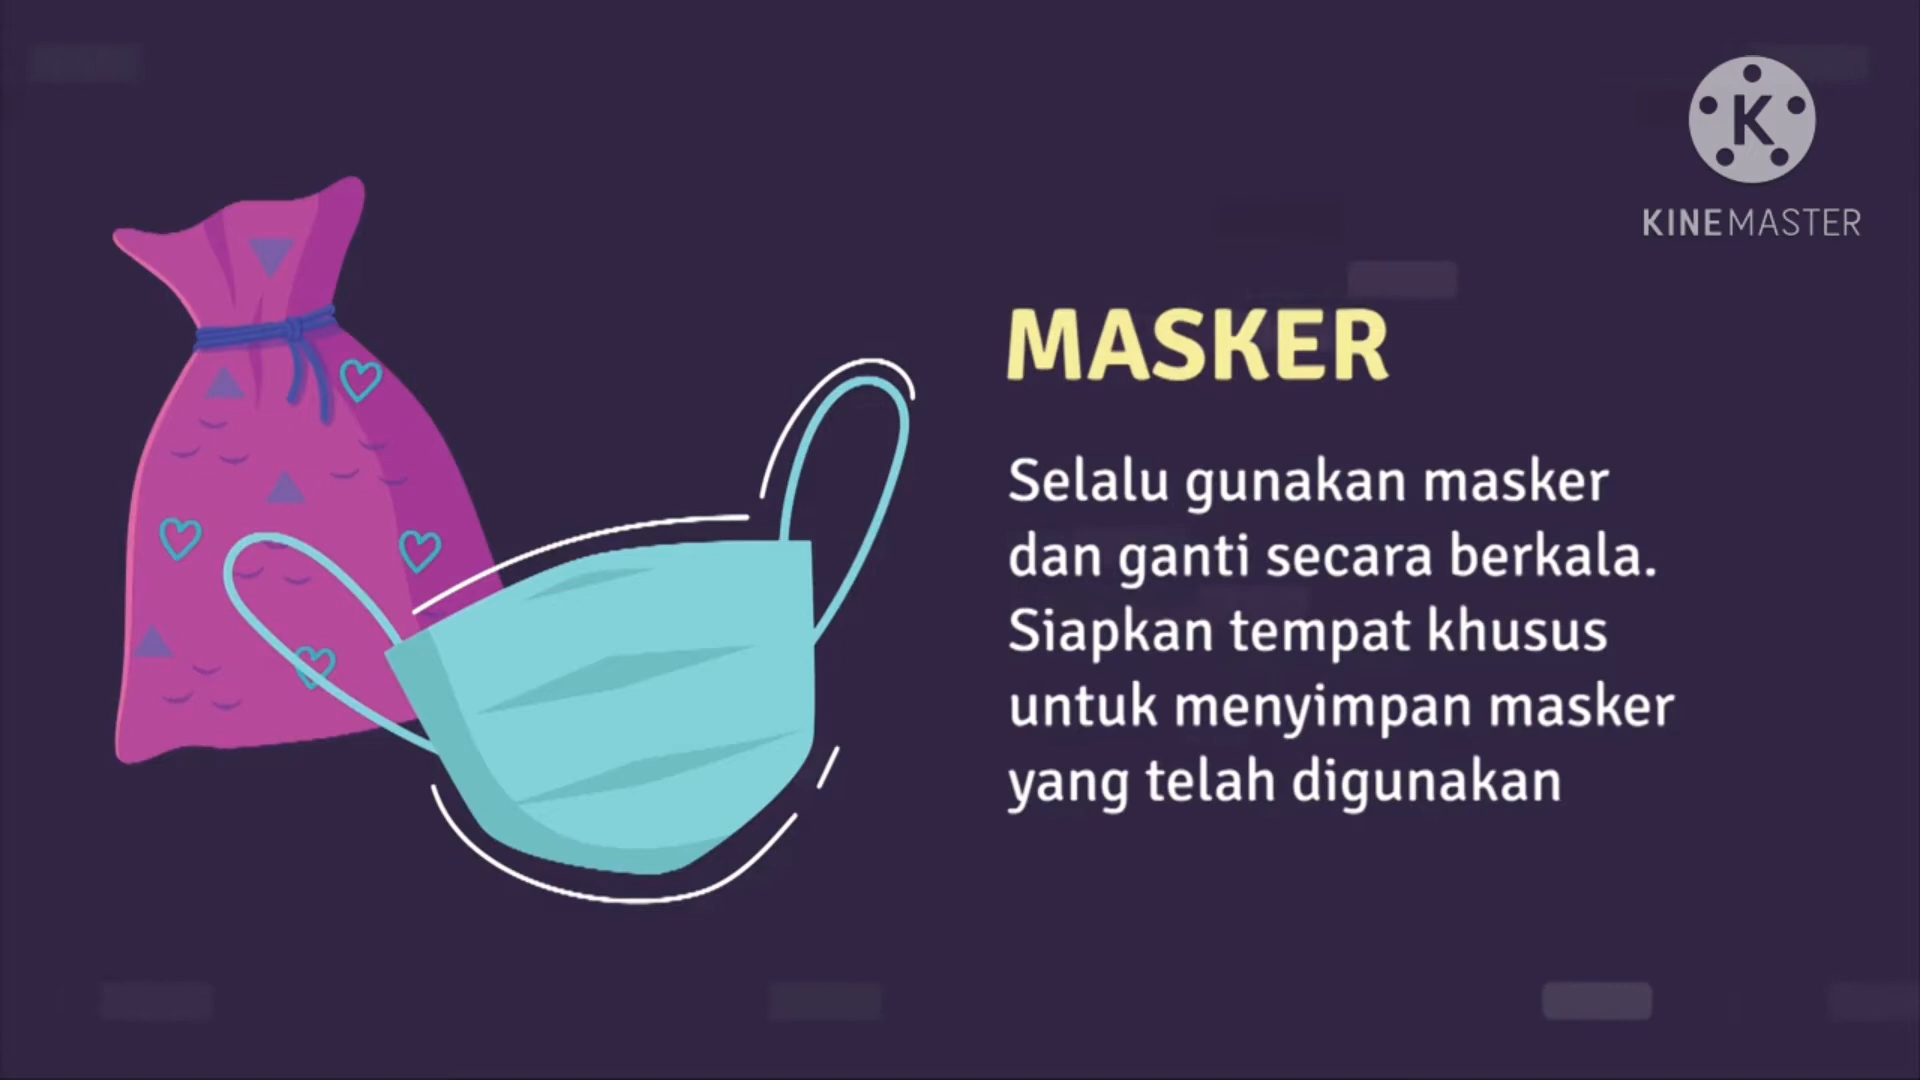 K
KINEMASTER
MASKER
Selalu gunakan masker
dan ganti secara berkala.
Siapkan tempat khusus
untuk menyimpan masker
yang telah digunakan